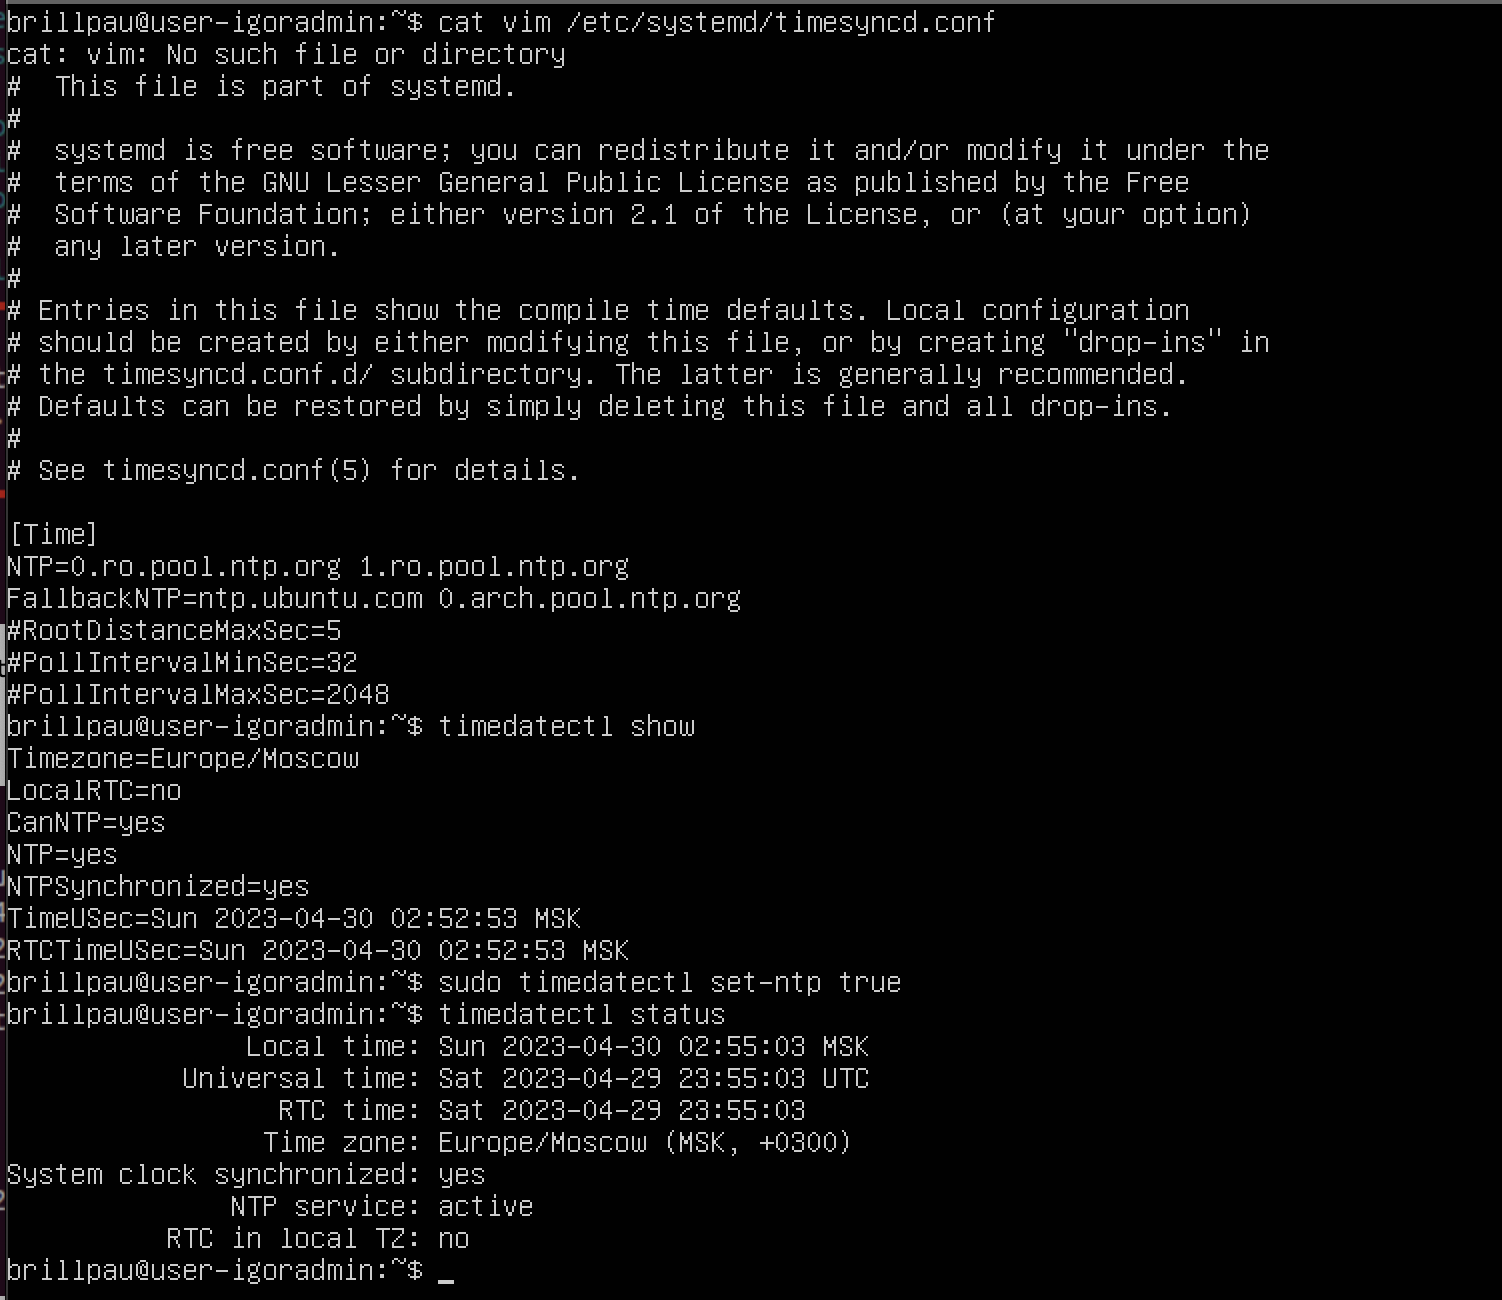 brillpau@user-igoradmin:~$ cat vim /etc/systemd/timesyncd.conf
cat: vim: No such file or directory
#  This file is part of systemd.
#
#  systemd is free software; you can redistribute it and/or modify it under the
#  terms of the GNU Lesser General Public License as published by the Free
#  Software Foundation; either version 2.1 of the License, or (at your option)
#  any later version.
#
# Entries in this file show the compile time defaults. Local configuration
# should be created by either modifying this file, or by creating "drop-ins" in
# the timesyncd.conf.d/ subdirectory. The latter is generally recommended.
# Defaults can be restored by simply deleting this file and all drop-ins.
#
# See timesyncd.conf(5) for details.

[Time]
NTP=0.ro.pool.ntp.org 1.ro.pool.ntp.org
FallbackNTP=ntp.ubuntu.com 0.arch.pool.ntp.org
#RootDistanceMaxSec=5
#PollIntervalMinSec=32
#PollIntervalMaxSec=2048
brillpau@user-igoradmin:~$ timedatectl show
Timezone=Europe/Moscow
LocalRTC=no
CanNTP=yes
NTP=yes
NTPSynchronized=yes
TimeUSec=Sun 2023-04-30 02:52:53 MSK
RTCTimeUSec=Sun 2023-04-30 02:52:53 MSK
brillpau@user-igoradmin:~$ sudo timedatectl set-ntp true
brillpau@user-igoradmin:~$ timedatectl status
               Local time: Sun 2023-04-30 02:55:03 MSK
           Universal time: Sat 2023-04-29 23:55:03 UTC
                 RTC time: Sat 2023-04-29 23:55:03
                Time zone: Europe/Moscow (MSK, +0300)
System clock synchronized: yes
              NTP service: active
          RTC in local TZ: no
brillpau@user-igoradmin:~$ _